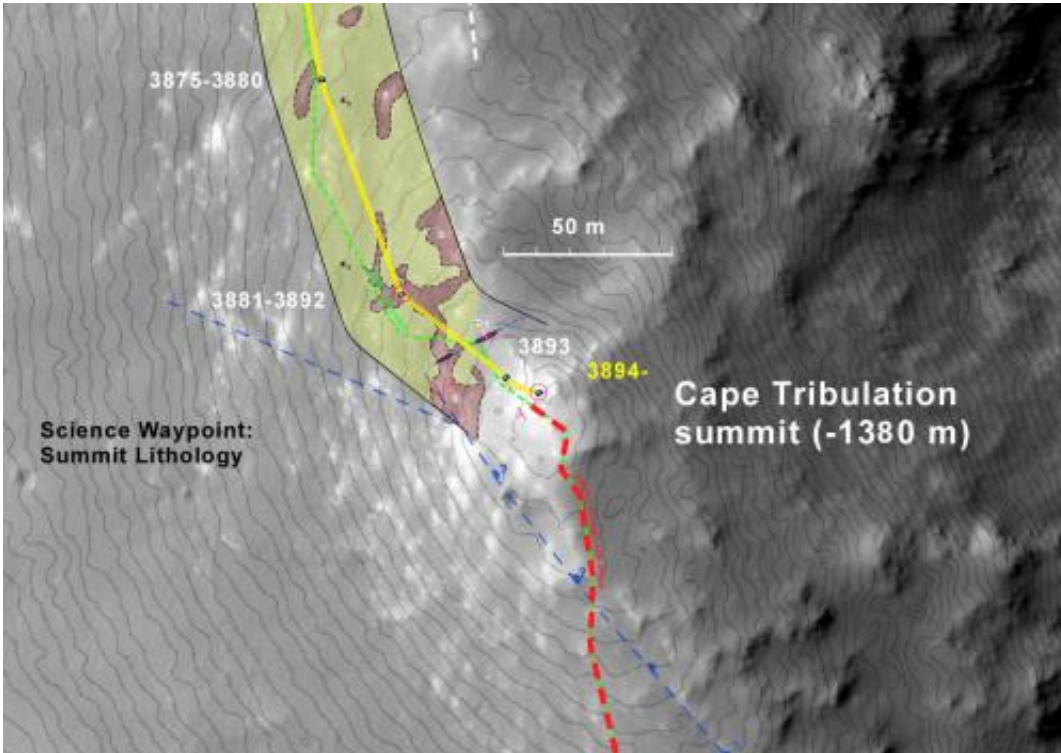 3875-3880
50 m
3881-3892
3893
3894-
Cape Tribulation
summit (-1380 m)
Science Waypoint:
Summit Lithology